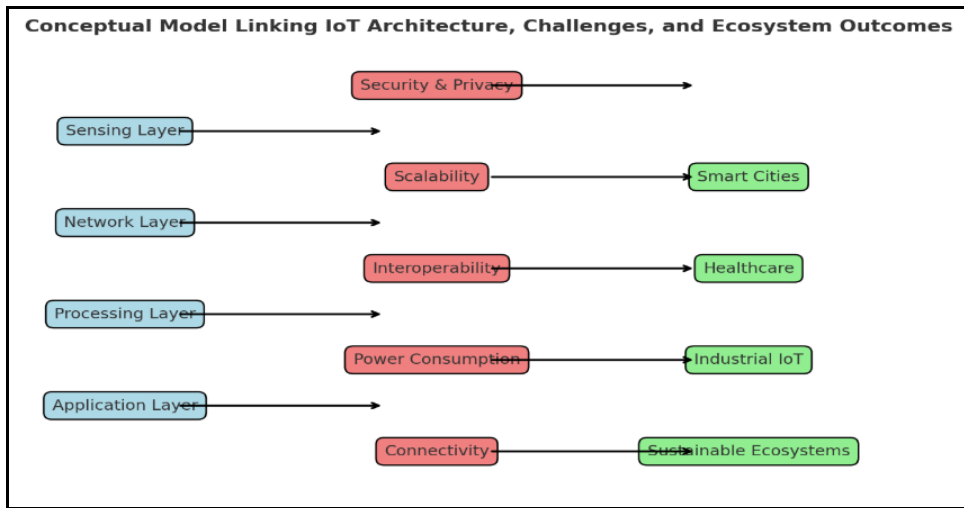 Conceptual Model Linking IoT Architecture, Challenges, and Ecosystem Outcomes
Security & Privacy
Sensing Layer
Scalability
Smart Cities
Network Layer
Interoperability
Healthcare
Processing Layer
Power Consumption
Industrial IoT
Application Layer
Connectivity
Sustainable Ecosystems